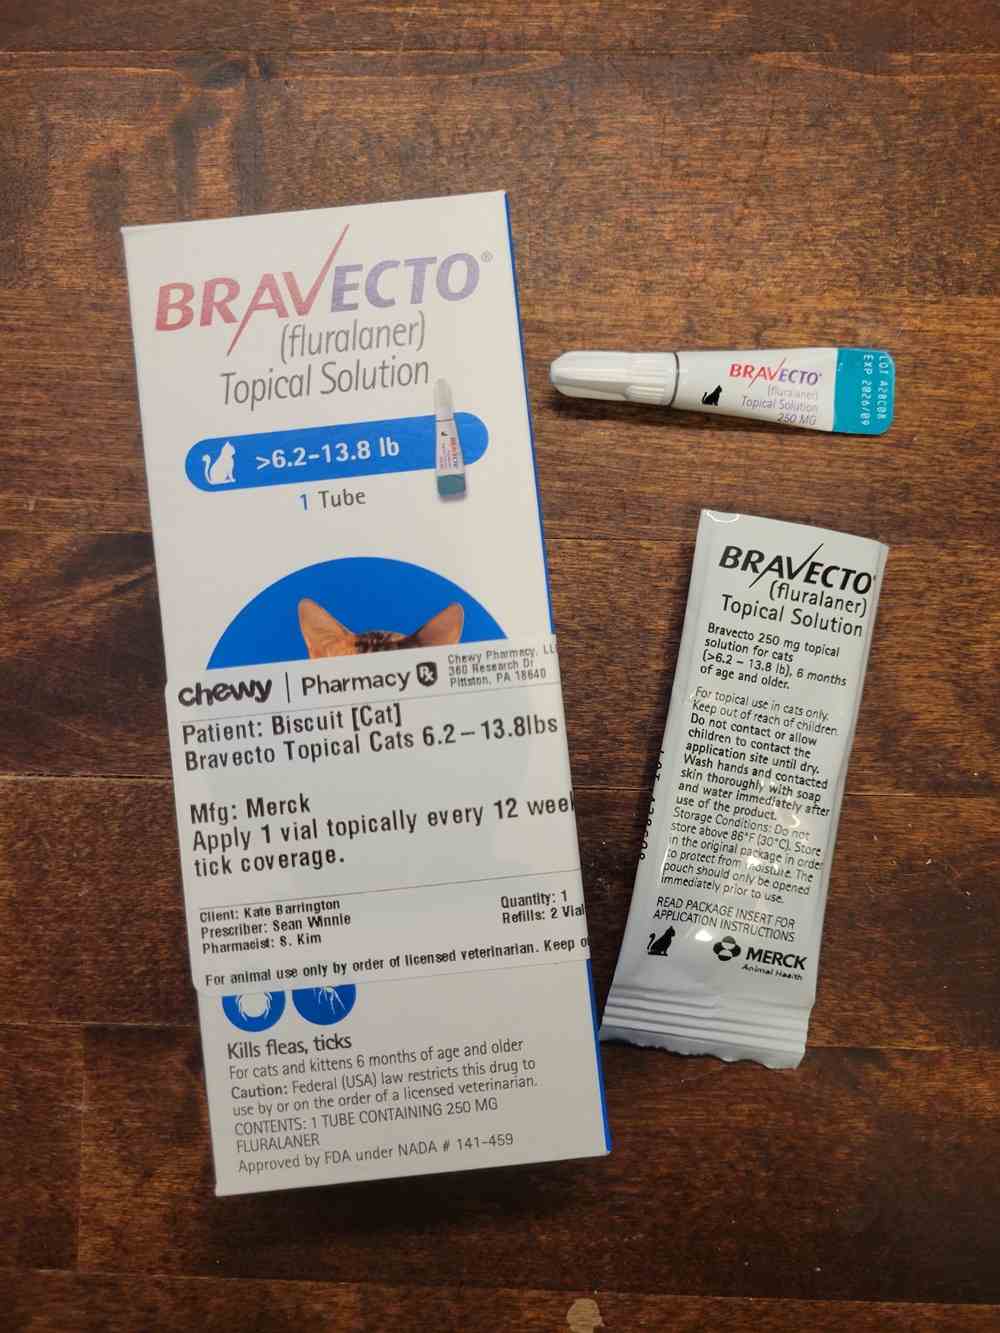 BRAVECTO®
(fluralaner)
Topical Solution
>6.2-13.8 lb
1 Tube
chewy | Pharmacy Rx
Chewy Pharmacy, LL
360 Research Dr
Pittston, PA 18640
Patient: Biscuit [Cat]
Bravecto Topical Cats 6.2 – 13.8lbs
Mfg: Merck
Apply 1 vial topically every 12 week
tick coverage.
Client: Kate Barrington
Prescriber: Sean Winnie
Pharmacist: S. Kim
Quantity: 1
Refills: 2 Vial
For animal use only by order of licensed veterinarian. Keep o
Kills fleas, ticks
For cats and kittens 6 months of age and older
Caution: Federal (USA) law restricts this drug to
use by or on the order of a licensed veterinarian.
CONTENTS: 1 TUBE CONTAINING 250 MG
FLURALANER
Approved by FDA under NADA # 141-459
BRAVECTO®
(fluralaner)
Topical Solution
250 MG
LOT A28C08
EXP 2026/09
BRAVECTO®
(fluralaner)
Topical Solution
Bravecto 250 mg topical
solution for cats
(>6.2 – 13.8 lb), 6 months
of age and older.
For topical use in cats only.
Keep out of reach of children.
Do not contact or allow
children to contact the
application site until dry.
Wash hands and contacted
skin thoroughly with soap
and water immediately after
use of the product.
Storage Conditions: Do not
store above 86°F (30°C). Store
in the original package in order
to protect from moisture. The
pouch should only be opened
immediately prior to use.
READ PACKAGE INSERT FOR
APPLICATION INSTRUCTIONS
MERCK
Animal Health